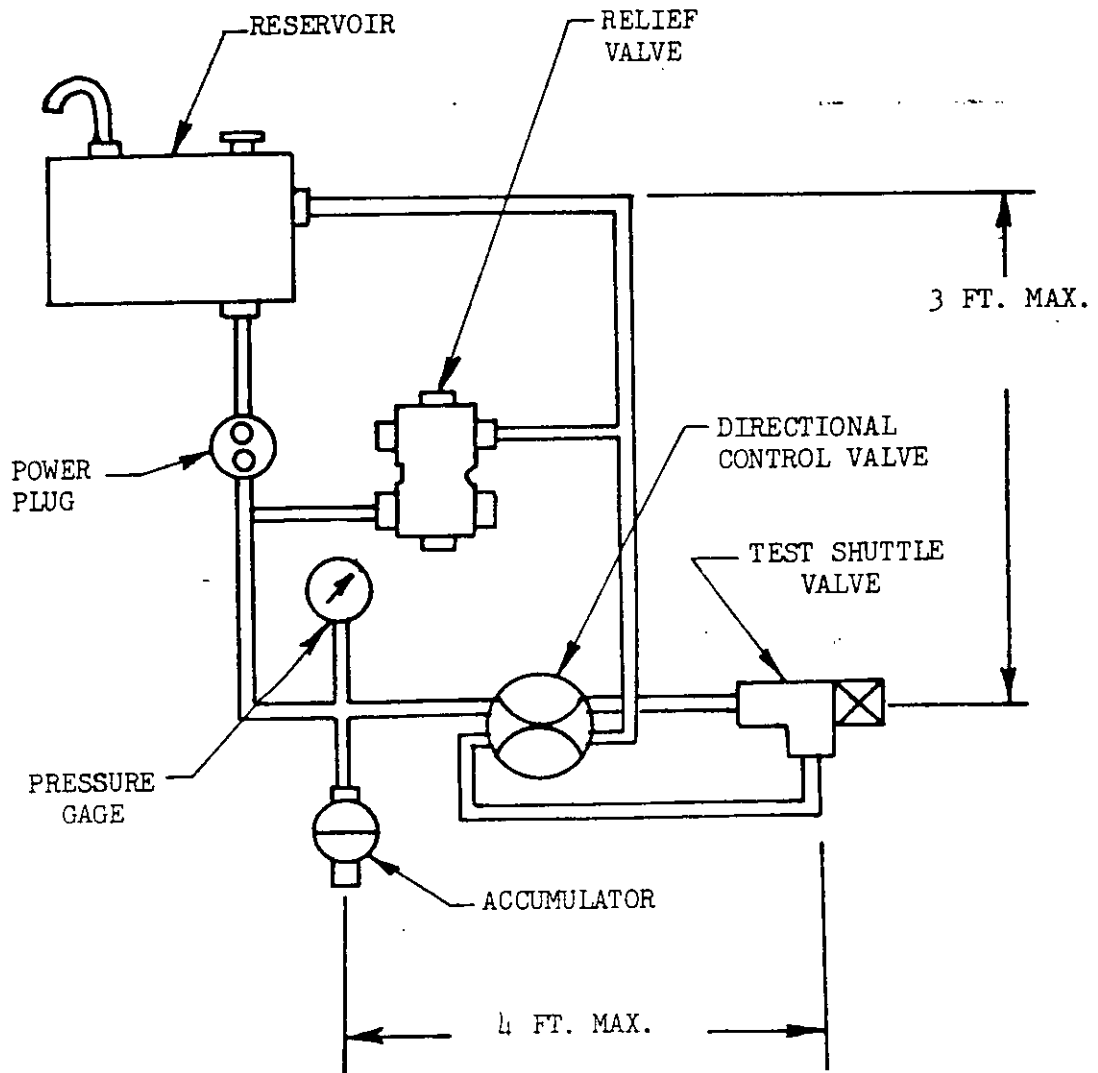 RESERVOIR
RELIEF
VALVE
3 FT. MAX.
POWER
PLUG
DIRECTIONAL
CONTROL VALVE
TEST SHUTTLE
VALVE
PRESSURE
GAGE
ACCUMULATOR
4 FT. MAX.